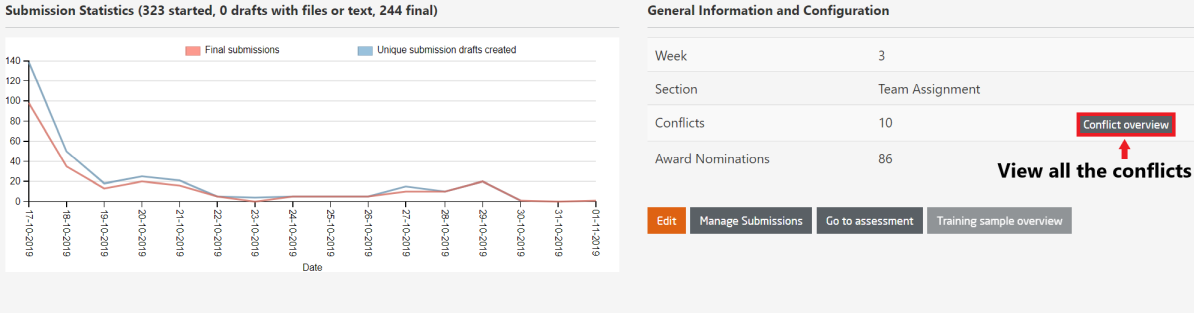 Submission Statistics (323 started, 0 drafts with files or text, 244 final)
Final submissions
Unique submission drafts created
140
120
100
80
60
40
20
0
17-10-2019
18-10-2019
19-10-2019
20-10-2019
21-10-2019
22-10-2019
23-10-2019
24-10-2019
25-10-2019
26-10-2019
27-10-2019
28-10-2019
29-10-2019
30-10-2019
31-10-2019
01-11-2019
Date
General Information and Configuration
Week 3
Section Team Assignment
Conflicts 10 Conflict overview
Award Nominations 86
View all the conflicts
Edit Manage Submissions Go to assessment Training sample overview